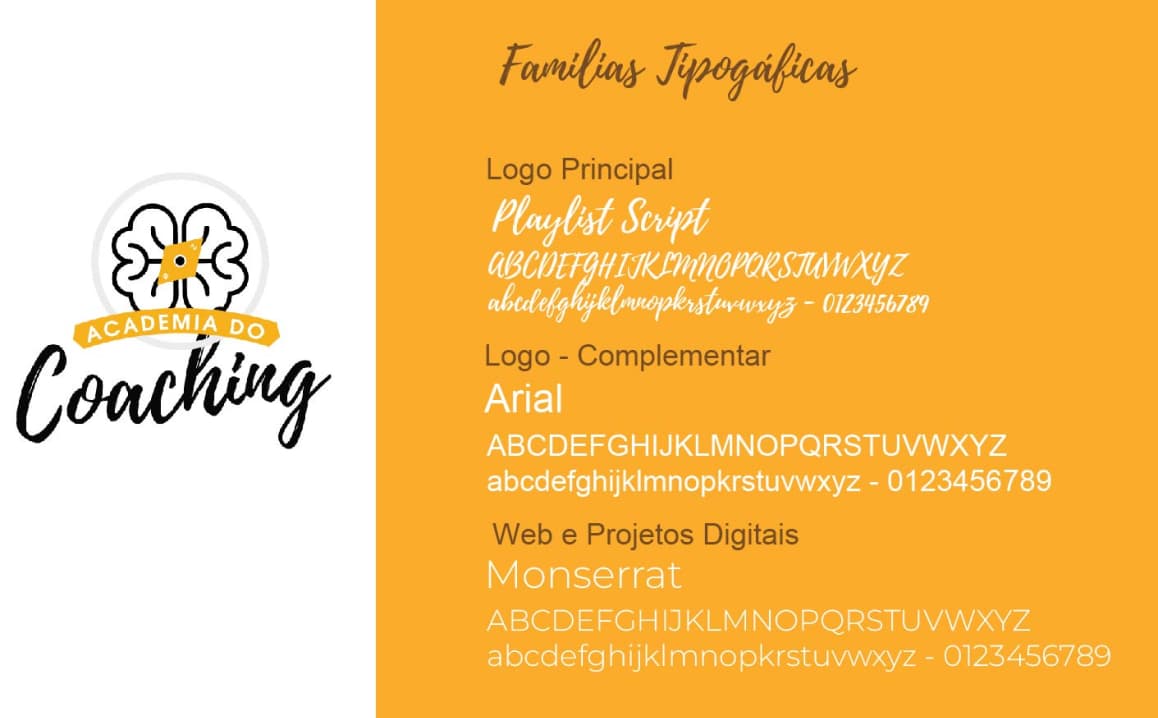 ACADEMIA DO
Coaching
Familias Tipogáficas
Logo Principal
Playlist Script
ABCDEFGHIJKLMNOPQRSTUVWXYZ
abcdefghijklmnopkrstuvwxyz - 0123456789
Logo - Complementar
Arial
ABCDEFGHIJKLMNOPQRSTUVWXYZ
abcdefghijklmnopkrstuvwxyz - 0123456789
Web e Projetos Digitais
Monserrat
ABCDEFGHIJKLMNOPQRSTUVWXYZ
abcdefghijklmnopkrstuvwxyz - 0123456789